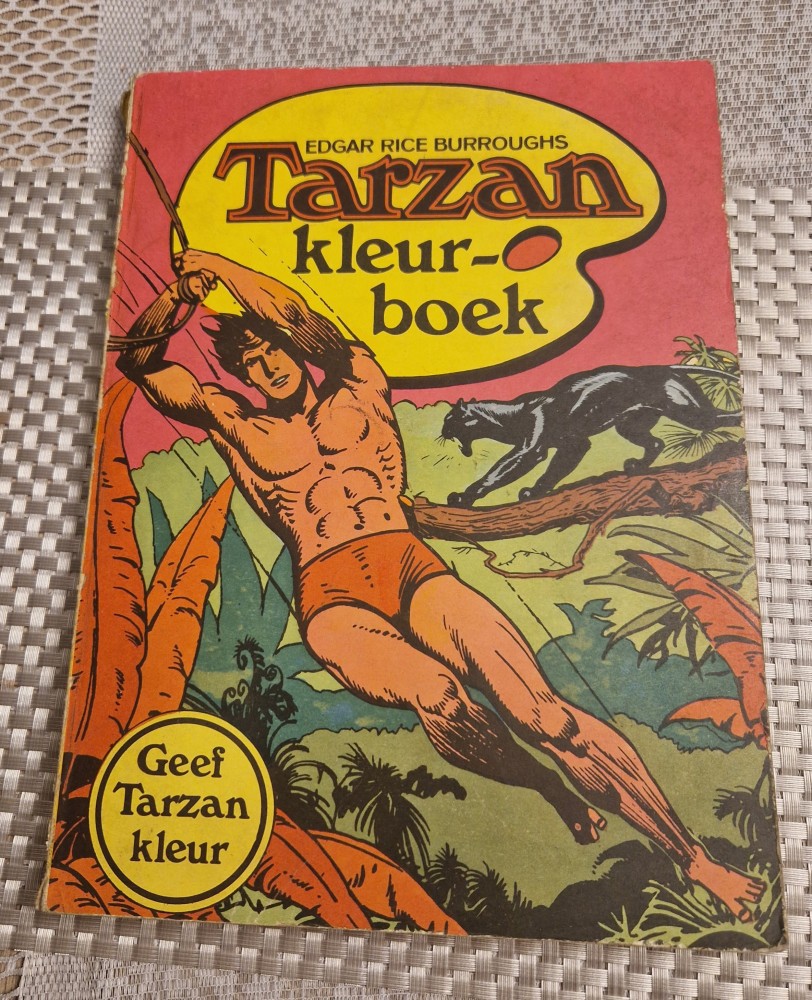 EDGAR RICE BURROUGHS
Tarzan
kleur-
boek
Geef
Tarzan
kleur